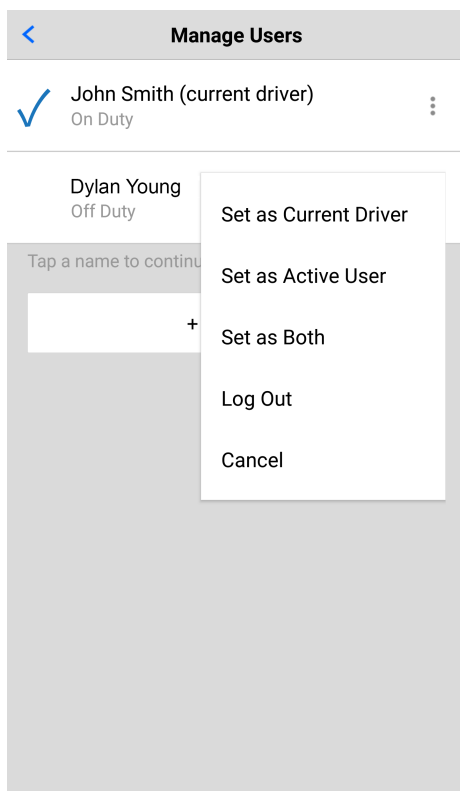 Manage Users
John Smith (current driver)
On Duty
Dylan Young
Off Duty
Tap a name to
+
Set as Current Driver
Set as Active User
Set as Both
Log Out
Cancel